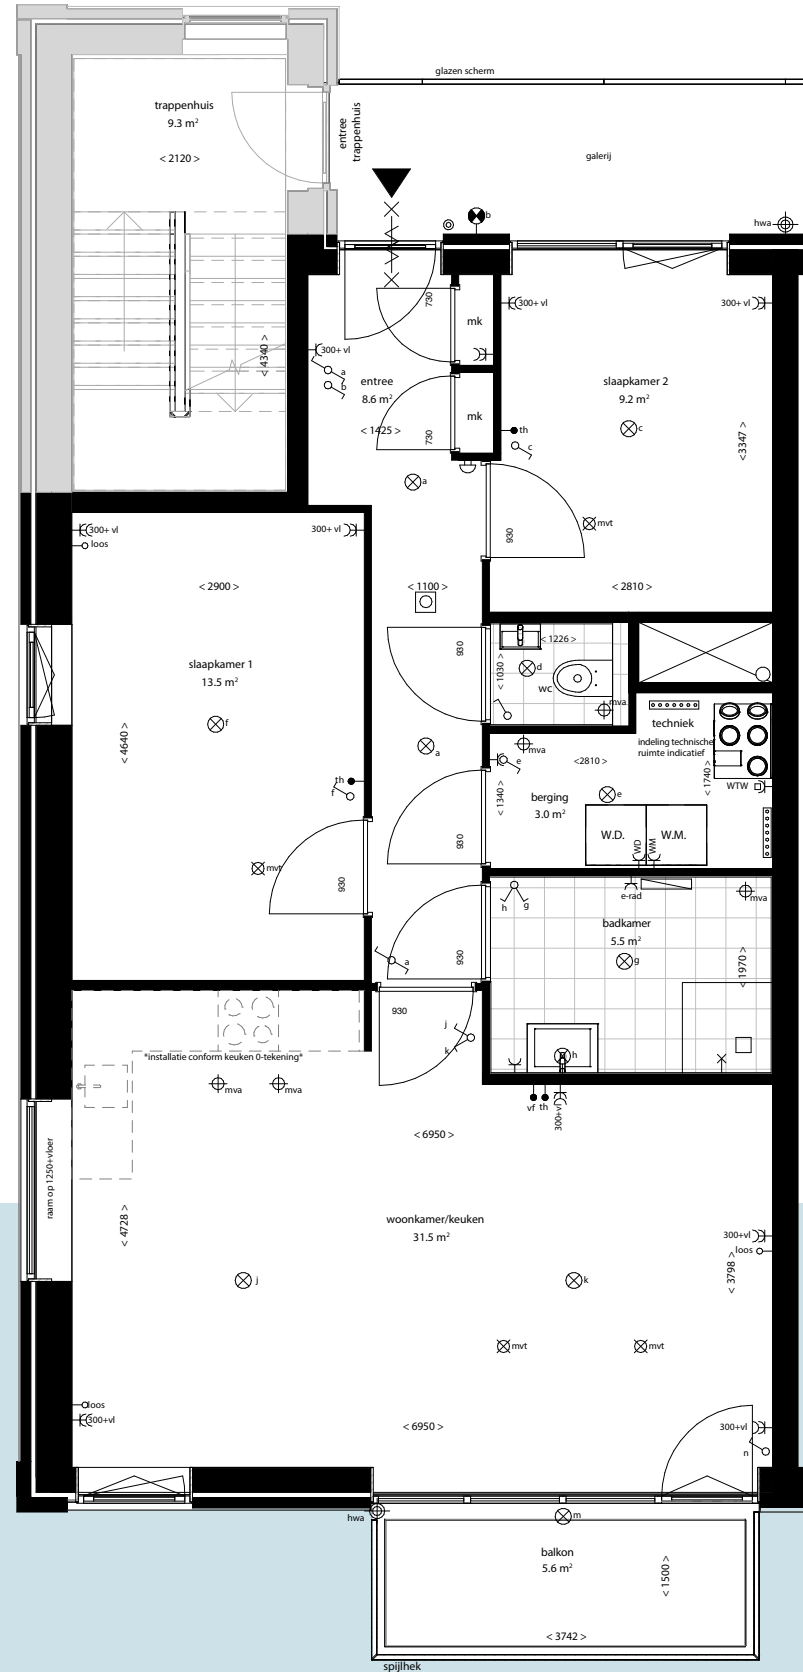 glazen scherm
trappenhuis
9.3 m²
< 2120 >
entree
trappenhuis
galerij
b
hwa
300+ vl
300+ vl
730
mk
300+ vl
a
b
< 4340 >
entree
8.6 m²
< 1425 >
730
mk
slaapkamer 2
9.2 m²
c
th
c
< 3347 >
a
mvt
930
300+ vl
loos
300+ vl
< 2900 >
< 1100 >
< 2810 >
slaapkamer 1
13.5 m²
f
< 4640 >
th
f
mvt
930
930
< 1226 >
< 1030 >
d
wc
mva
a
techniek
indeling technische
ruimte indicatief
mva
e
<2810 >
< 1740 >
WTW
< 1340 >
berging
3.0 m²
e
930
W.D.
WD
WM
W.M.
h
g
e-rad
mva
badkamer
5.5 m²
g
< 1970 >
930
a
h
930
j
k
*installatie conform keuken 0-tekening*
mva
mva
vf
th
300+vl
< 6950 >
raam op 1250+vloer
< 4728 >
woonkamer/keuken
31.5 m²
300+vl
loos
< 3798 >
j
k
mvt
mvt
loos
300+vl
< 6950 >
300+vl
n
hwa
m
balkon
5.6 m²
< 1500 >
< 3742 >
spijlhek